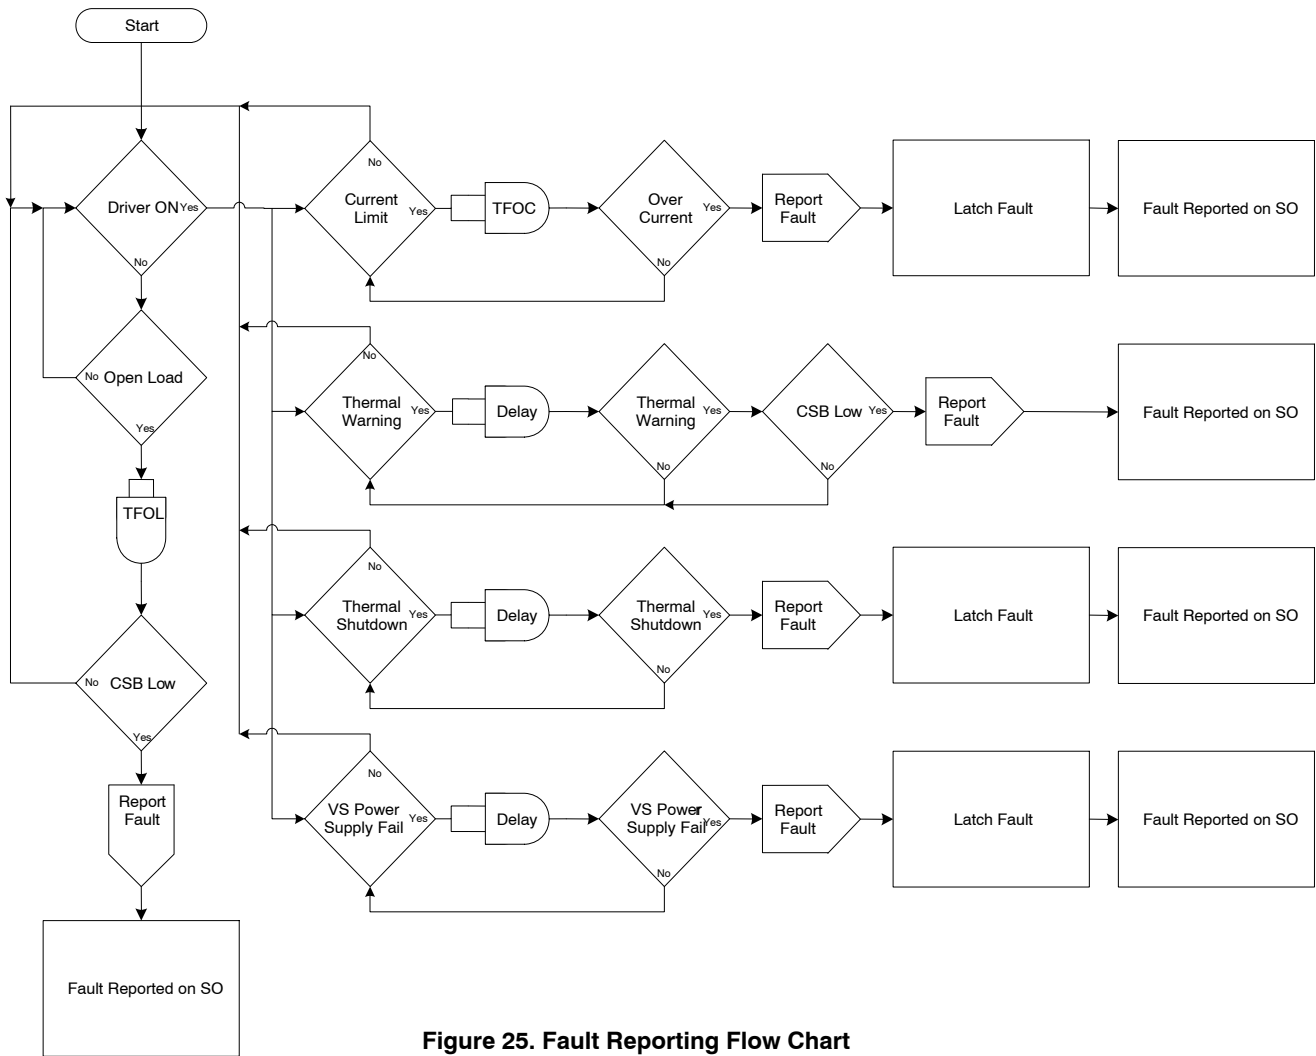 Start
Driver ON
Yes
No
Current
Limit
No
Yes
TFOC
Over
Current
Yes
No
Report
Fault
Latch Fault
Fault Reported on SO
Open Load
No
Yes
TFOL
CSB Low
No
Yes
Report
Fault
Fault Reported on SO
Thermal
Warning
No
Yes
Delay
Thermal
Warning
Yes
No
CSB Low
Yes
No
Report
Fault
Fault Reported on SO
Thermal
Shutdown
No
Yes
Delay
Thermal
Shutdown
Yes
No
Report
Fault
Latch Fault
Fault Reported on SO
VS Power
Supply Fail
No
Yes
Delay
VS Power
Supply Fail
Yes
No
Report
Fault
Latch Fault
Fault Reported on SO
Figure 25. Fault Reporting Flow Chart